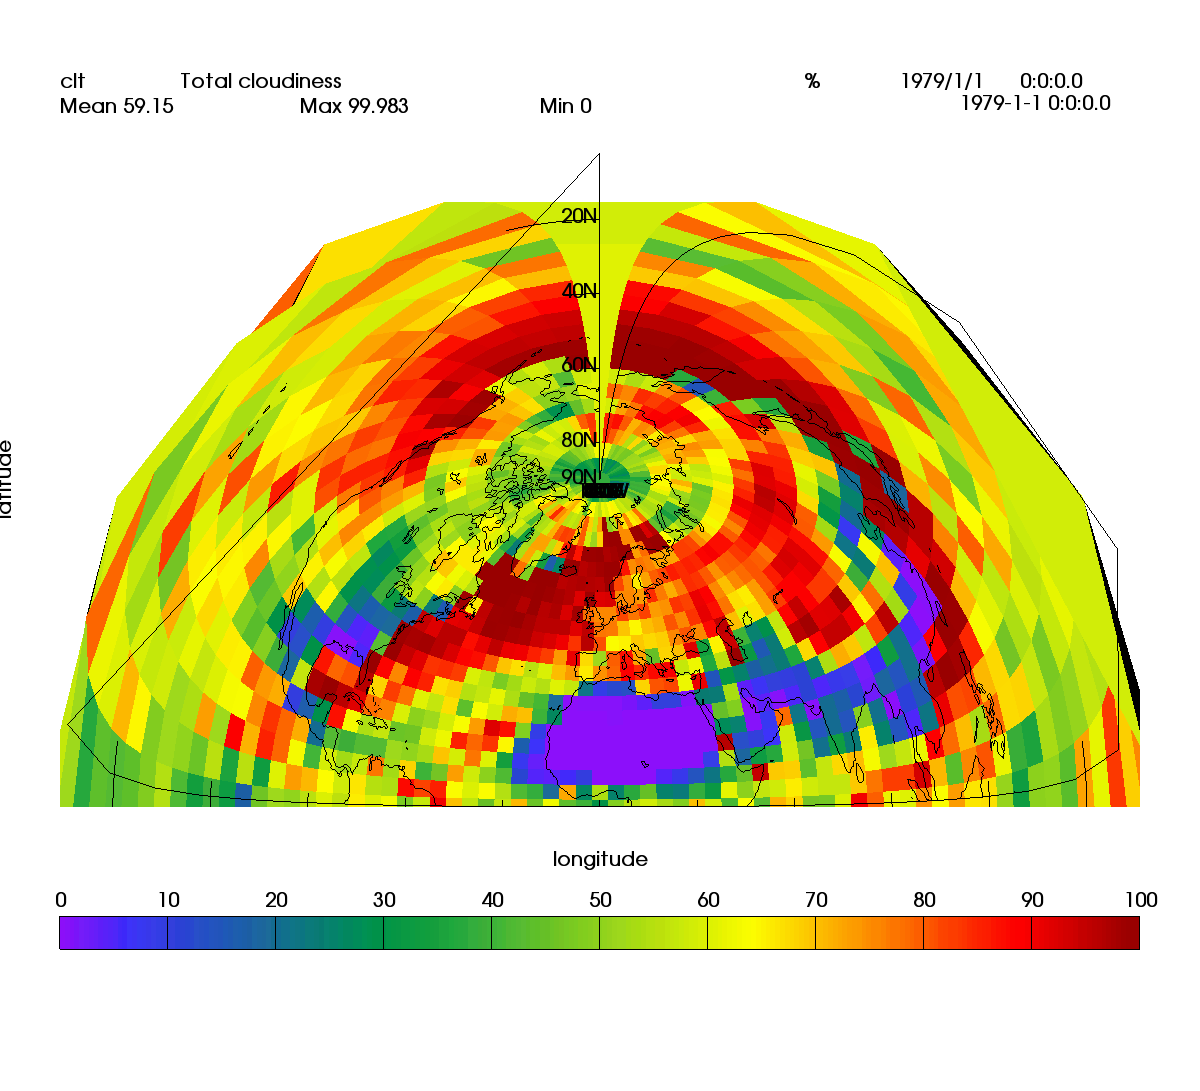 clt Total cloudiness % 1979/1/1 0:0:0.0
Mean 59.15 Max 99.983 Min 0 1979-1-1 0:0:0.0
20N
40N
60N
80N
90N
latitude
longitude
0 10 20 30 40 50 60 70 80 90 100